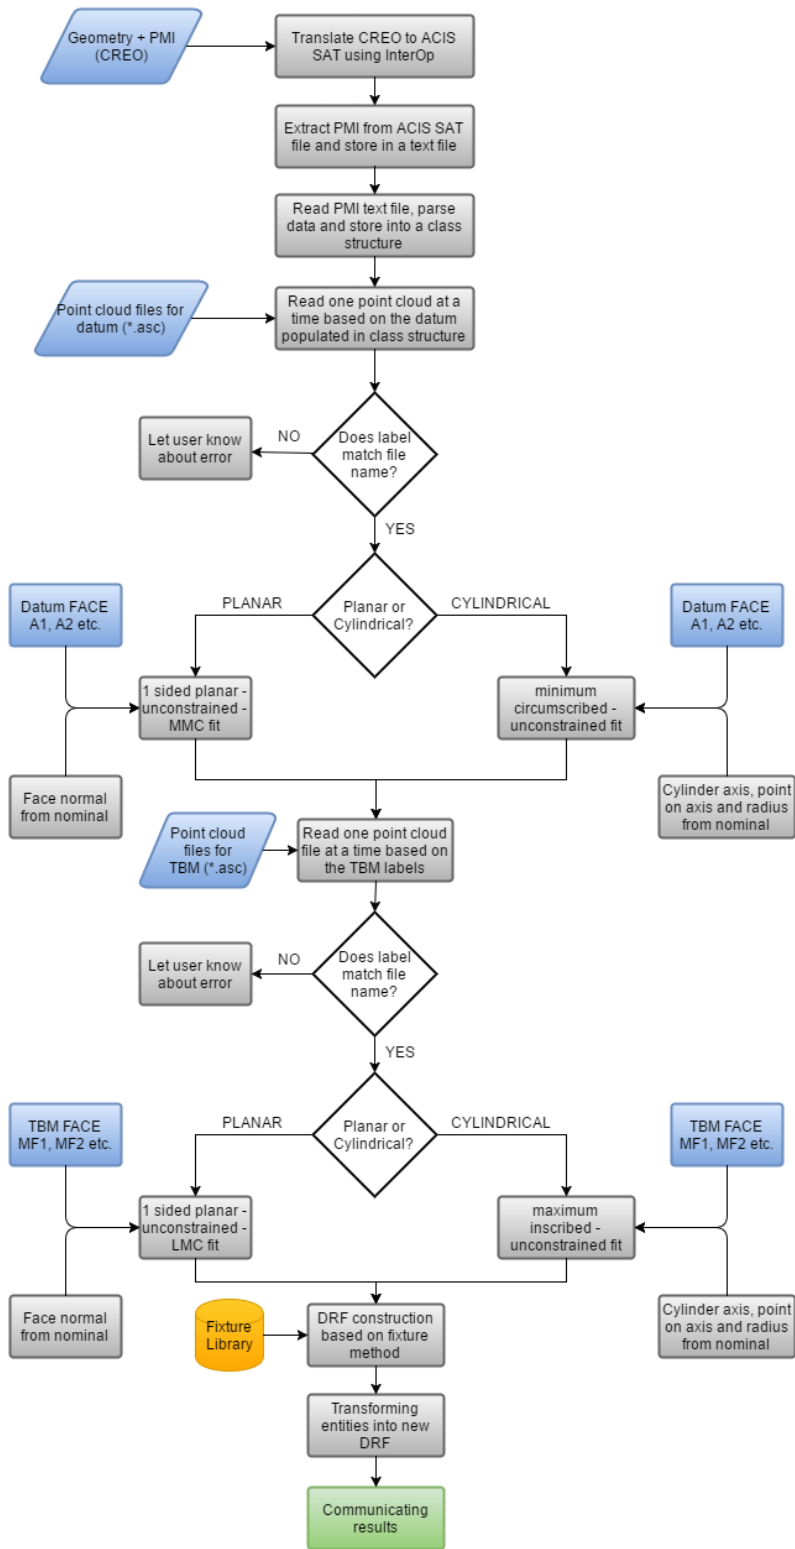 Geometry + PMI
(CREO)
Translate CREO to ACIS
SAT using InterOp
Extract PMI from ACIS SAT
file and store in a text file
Read PMI text file, parse
data and store into a class
structure
Point cloud files for
datum (*.asc)
Read one point cloud at a
time based on the datum
populated in class structure
Let user know
about error
NO
Does label
match file
name?
YES
Datum FACE
A1, A2 etc.
PLANAR
Planar or
Cylindrical?
CYLINDRICAL
Datum FACE
A1, A2 etc.
1 sided planar -
unconstrained -
MMC fit
minimum
circumscribed -
unconstrained fit
Face normal
from nominal
Cylinder axis, point
on axis and radius
from nominal
Point cloud
files for
TBM (*.asc)
Read one point cloud
file at a time based on
the TBM labels
Let user know
about error
NO
Does label
match file
name?
YES
TBM FACE
MF1, MF2 etc.
PLANAR
Planar or
Cylindrical?
CYLINDRICAL
TBM FACE
MF1, MF2 etc.
1 sided planar -
unconstrained -
LMC fit
maximum
inscribed -
unconstrained fit
Face normal
from nominal
Fixture
Library
DRF construction
based on fixture
method
Cylinder axis, point
on axis and radius
from nominal
Transforming
entities into new
DRF
Communicating
results